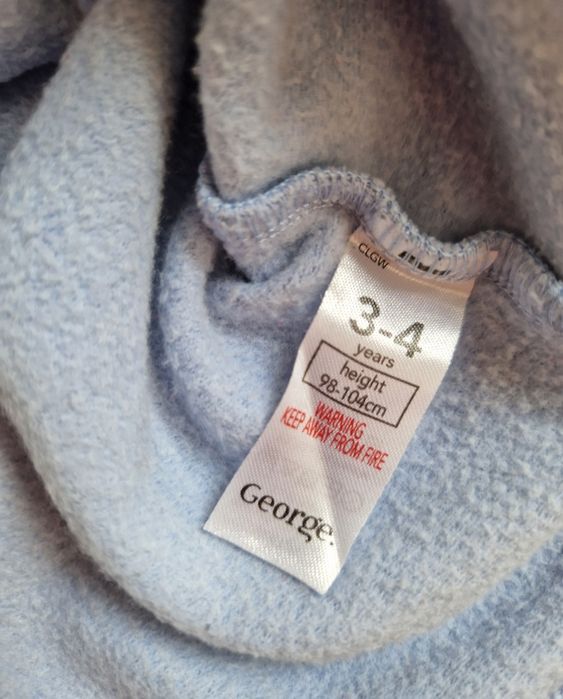 CLGW
3-4
years
height
98-104cm
WARNING
KEEP AWAY FROM FIRE
George.